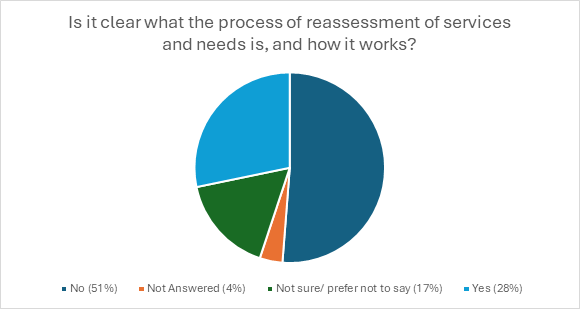 Is it clear what the process of reassessment of services
and needs is, and how it works?
No (51%) Not Answered (4%) Not sure/ prefer not to say (17%) Yes (28%)